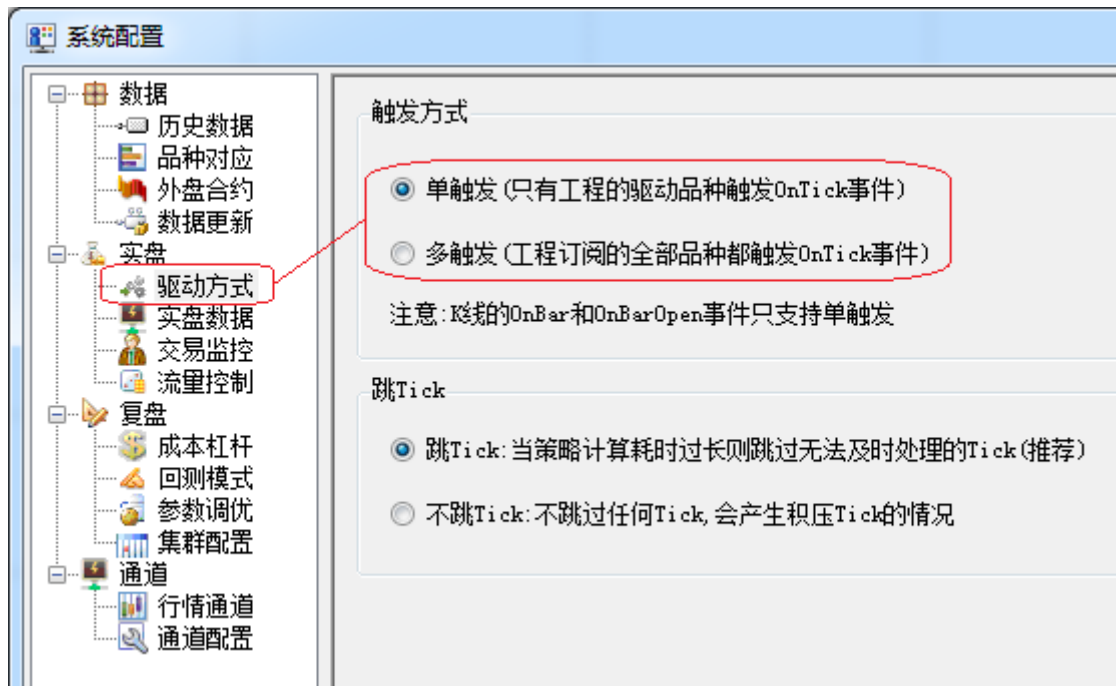 系统配置
数据
历史数据
品种对应
外盘合约
数据更新
实盘
驱动方式
实盘数据
交易监控
流量控制
复盘
成本杠杆
回测模式
参数调优
集群配置
通道
行情通道
通道配置
触发方式
单触发(只有工程的驱动品种触发OnTick事件)
多触发(工程订阅的全部品种都触发OnTick事件)
注意:K线的OnBar和OnBarOpen事件只支持单触发
跳Tick
跳Tick:当策略计算耗时过长则跳过无法及时处理的Tick(推荐)
不跳Tick:不跳过任何Tick,会产生积压Tick的情况